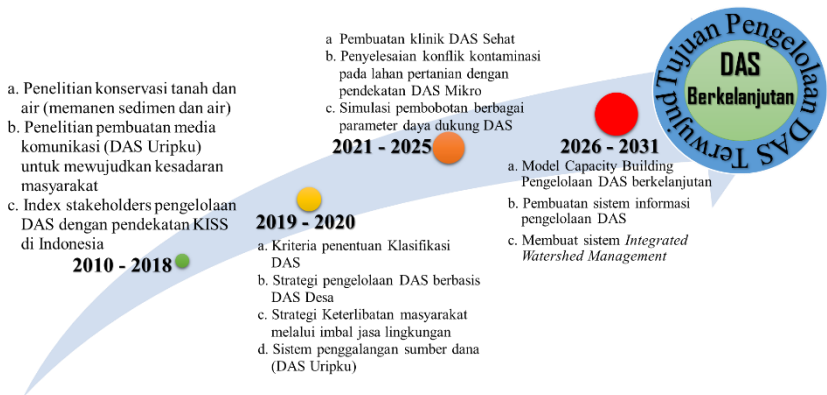 a. Penelitian konservasi tanah dan
air (memanen sedimen dan air)
b. Penelitian pembuatan media
komunikasi (DAS Uripku)
untuk mewujudkan kesadaran
masyarakat
c. Index stakeholders pengelolaan
DAS dengan pendekatan KISS
di Indonesia
2010 - 2018
2019 - 2020
a. Kriteria penentuan Klasifikasi
DAS
b. Strategi pengelolaan DAS berbasis
DAS Desa
c. Strategi Keterlibatan masyarakat
melalui imbal jasa lingkungan
d. Sistem penggalangan sumber dana
(DAS Uripku)
a Pembuatan klinik DAS Sehat
b. Penyelesaian konflik kontaminasi
pada lahan pertanian dengan
pendekatan DAS Mikro
c. Simulasi pembobotan berbagai
parameter daya dukung DAS
2021 - 2025
2026 - 2031
a. Model Capacity Building
Pengelolaan DAS berkelanjutan
b. Pembuatan sistem informasi
pengelolaan DAS
c. Membuat sistem Integrated
Watershed Management
Tujuan Pengelolaan DAS Terwujud
DAS
Berkelanjutan